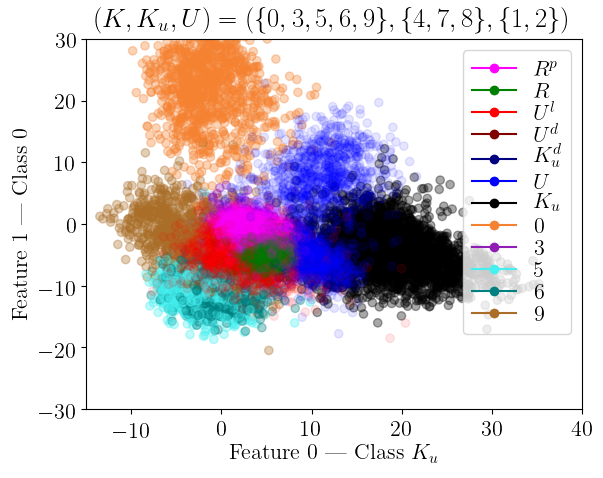 (K, K_u, U) = ({0, 3, 5, 6, 9}, {4, 7, 8}, {1, 2})
30
20
10
0
−10
−20
−30
Feature 1 — Class 0
−10
0
10
20
30
40
Feature 0 — Class K_u
R^p
R
U^l
U^d
K_u^d
U
K_u
0
3
5
6
9